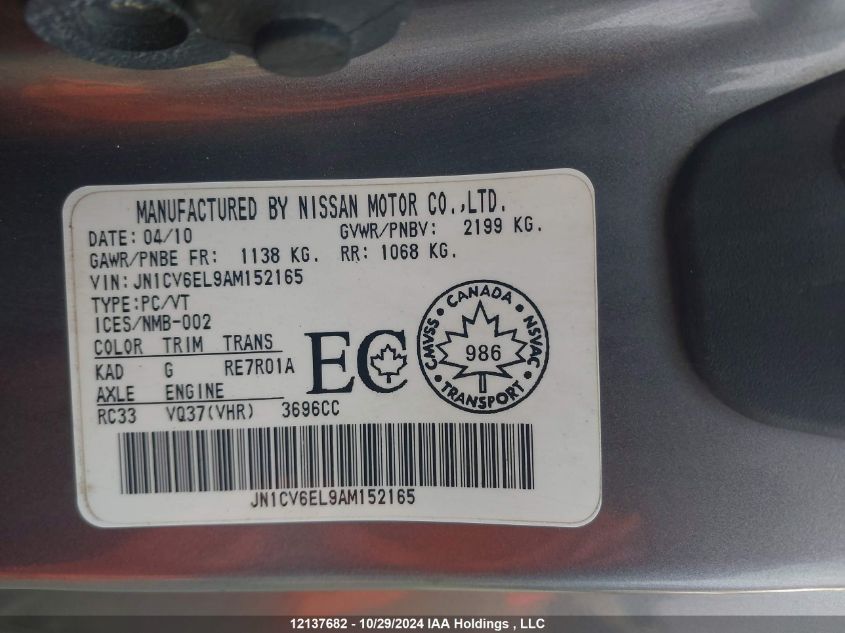 MANUFACTURED BY NISSAN MOTOR CO.,LTD.
DATE: 04/10 GVWR/PNBV: 2199 KG.
GAWR/PNBE FR: 1138 KG. RR: 1068 KG.
VIN: JN1CV6EL9AM152165
TYPE:PC/VT
ICES/NMB-002
COLOR TRIM TRANS
KAD G RE7R01A
AXLE ENGINE
RC33 VQ37(VHR) 3696CC
EC
CANADA
CMVSS NSVAC
986
TRANSPORT
JN1CV6EL9AM152165
12137682 - 10/29/2024 IAA Holdings , LLC